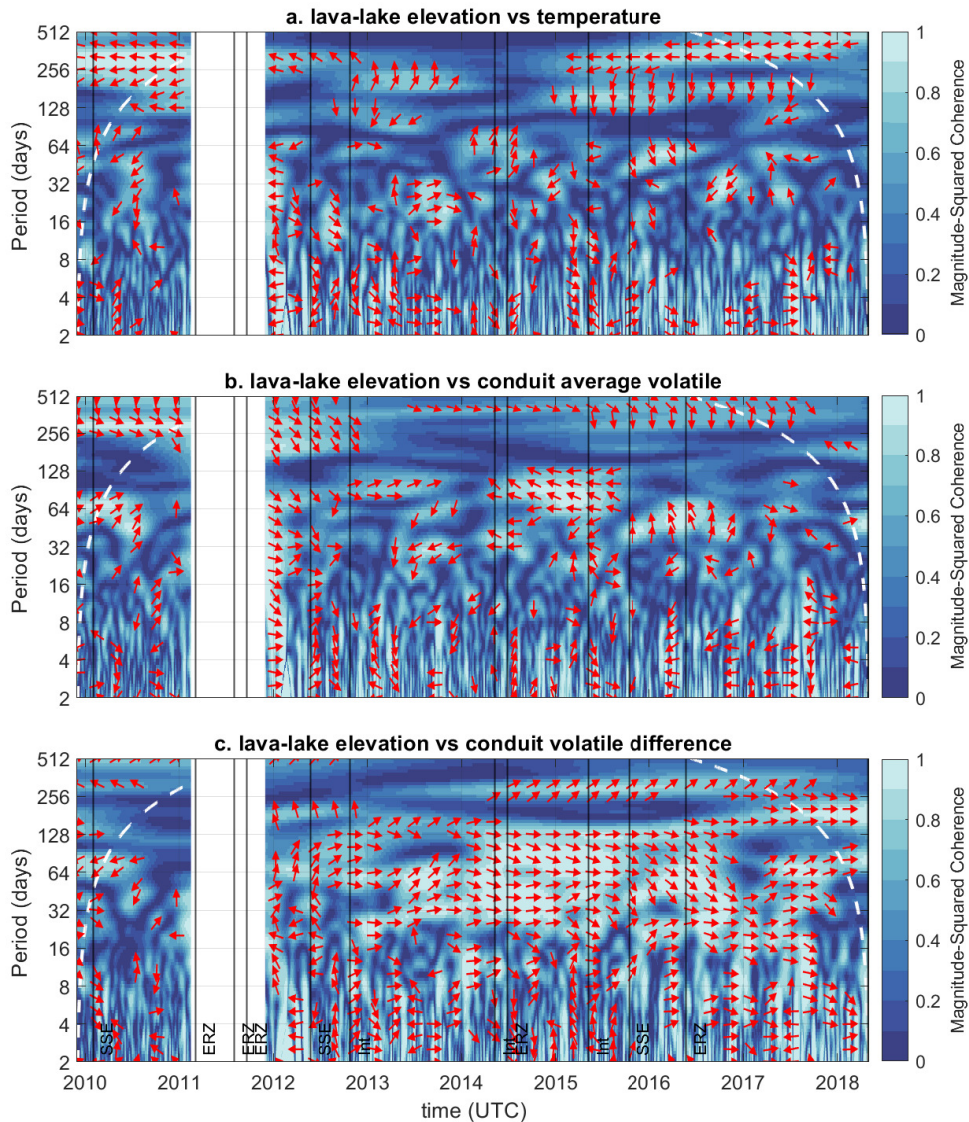 a. lava-lake elevation vs temperature
512
256
128
64
32
16
8
4
2
Period (days)
1
0.8
0.6
0.4
0.2
0
Magnitude-Squared Coherence
b. lava-lake elevation vs conduit average volatile
512
256
128
64
32
16
8
4
2
Period (days)
1
0.8
0.6
0.4
0.2
0
Magnitude-Squared Coherence
c. lava-lake elevation vs conduit volatile difference
512
256
128
64
32
16
8
4
2
Period (days)
SSE
ERZ
ERZ
ERZ
SSE
Int
Int
ERZ
Int
SSE
ERZ
1
0.8
0.6
0.4
0.2
0
Magnitude-Squared Coherence
2010 2011 2012 2013 2014 2015 2016 2017 2018
time (UTC)